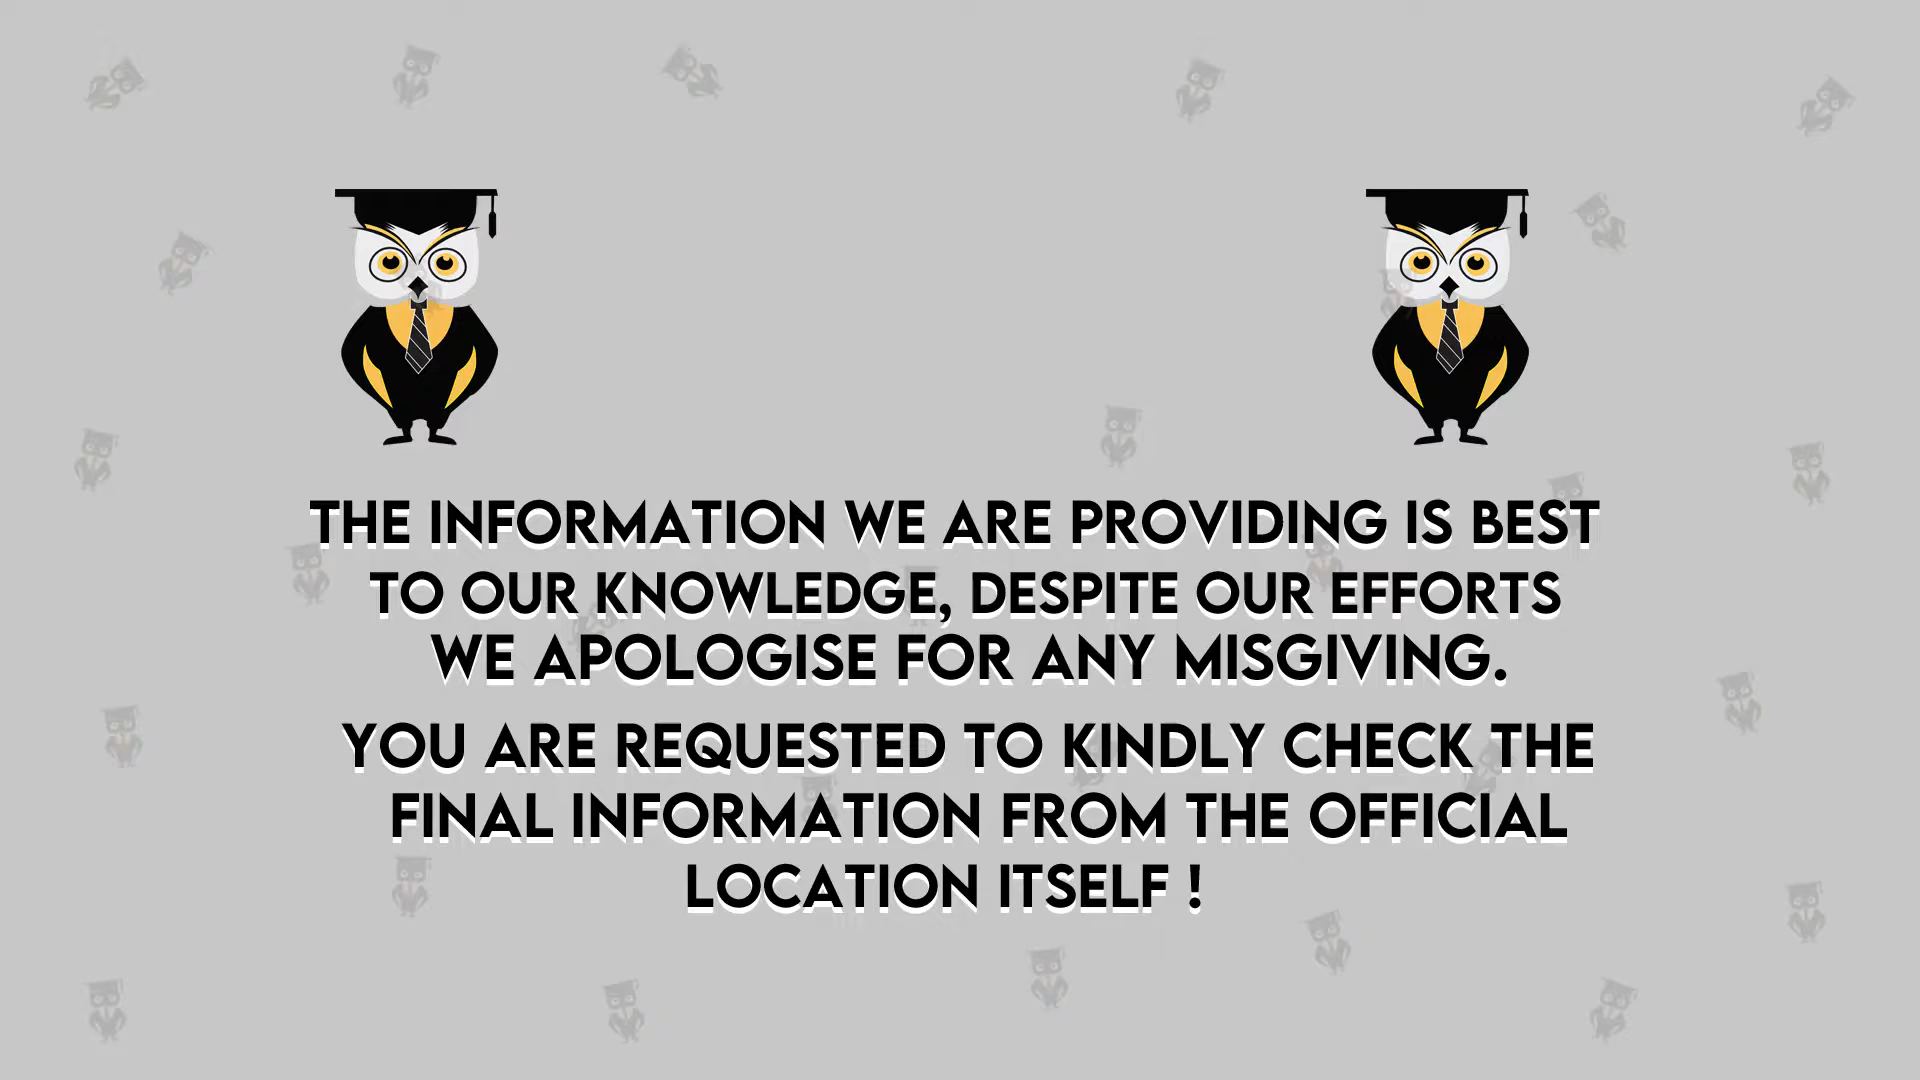 THE INFORMATION WE ARE PROVIDING IS BEST
TO OUR KNOWLEDGE, DESPITE OUR EFFORTS
WE APOLOGISE FOR ANY MISGIVING.
YOU ARE REQUESTED TO KINDLY CHECK THE
FINAL INFORMATION FROM THE OFFICIAL
LOCATION ITSELF !